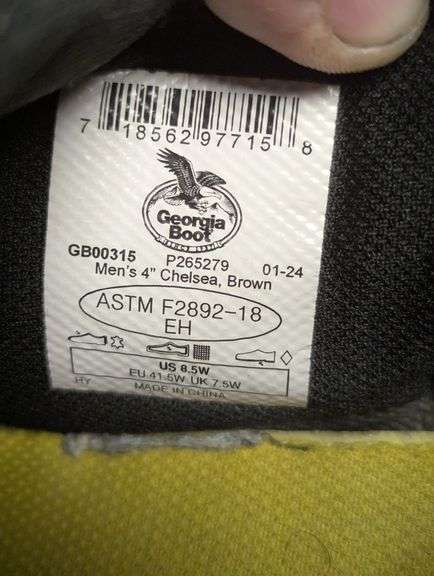 7 18562 97715 8
Georgia
Boot
GB00315 P265279 01-24
Men's 4" Chelsea, Brown
ASTM F2892-18
EH
US 8.5W
EU 41.5W UK 7.5W
HY MADE IN CHINA